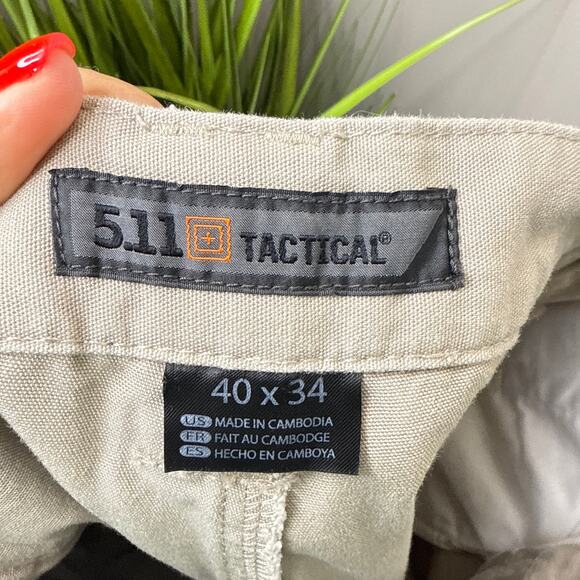 5.11 TACTICAL®
40 x 34
US MADE IN CAMBODIA
FR FAIT AU CAMBODGE
ES HECHO EN CAMBOYA